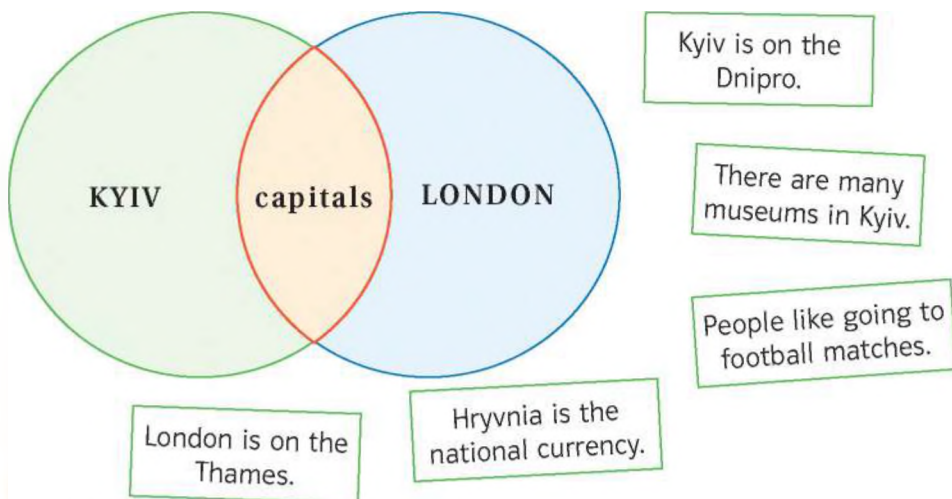 KYIV
capitals
LONDON
Kyiv is on the
Dnipro.
There are many
museums in Kyiv.
People like going to
football matches.
London is on the
Thames.
Hryvnia is the
national currency.